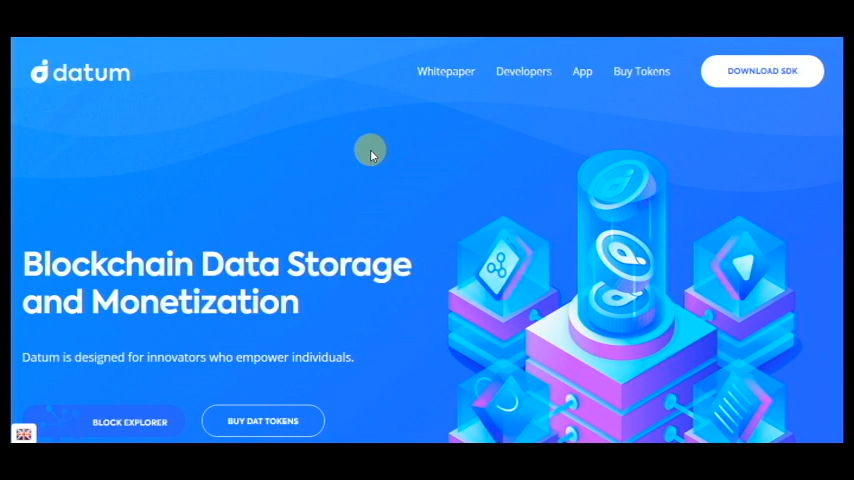 datum
Whitepaper Developers App Buy Tokens DOWNLOAD SDK
Blockchain Data Storage
and Monetization
Datum is designed for innovators who empower individuals.
BLOCK EXPLORER BUY DAT TOKENS